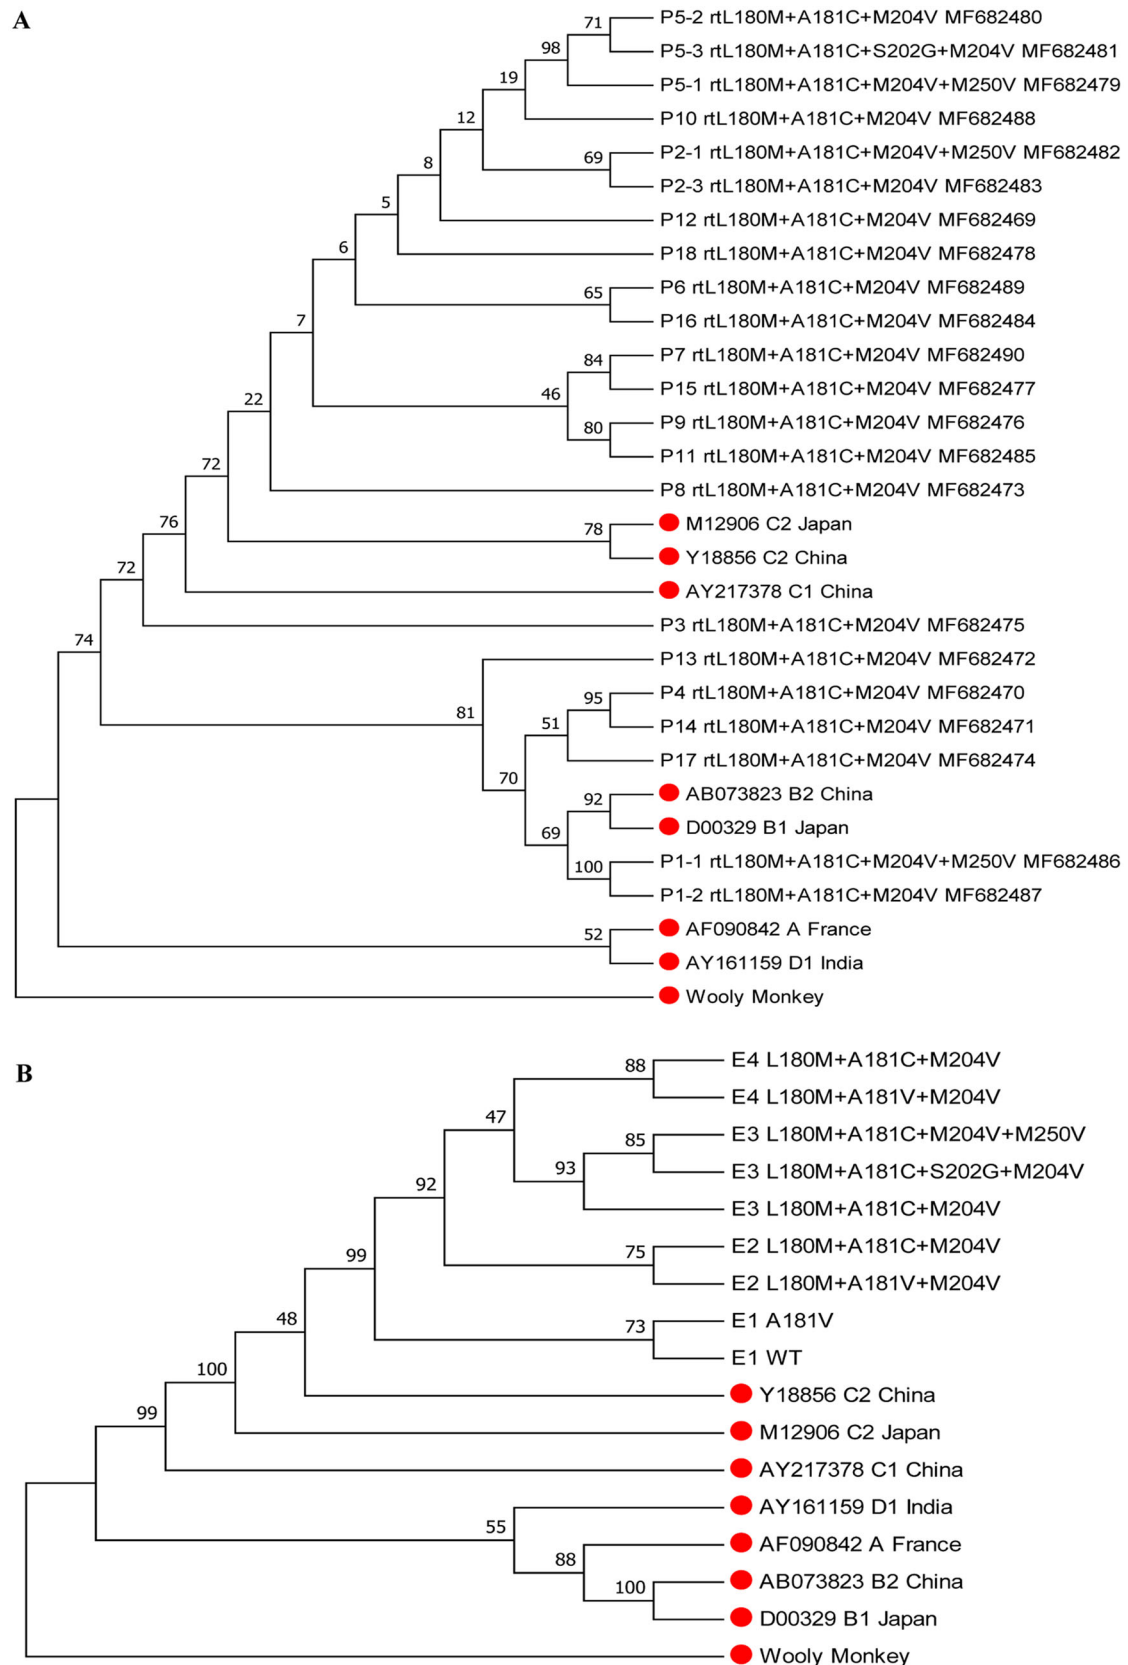 A
P5-2 rtL180M+A181C+M204V MF682480
71
P5-3 rtL180M+A181C+S202G+M204V MF682481
98
P5-1 rtL180M+A181C+M204V+M250V MF682479
19
P10 rtL180M+A181C+M204V MF682488
12
P2-1 rtL180M+A181C+M204V+M250V MF682482
69
P2-3 rtL180M+A181C+M204V MF682483
8
P12 rtL180M+A181C+M204V MF682469
5
P18 rtL180M+A181C+M204V MF682478
6
P6 rtL180M+A181C+M204V MF682489
65
P16 rtL180M+A181C+M204V MF682484
7
P7 rtL180M+A181C+M204V MF682490
84
P15 rtL180M+A181C+M204V MF682477
46
22
P9 rtL180M+A181C+M204V MF682476
80
P11 rtL180M+A181C+M204V MF682485
72
P8 rtL180M+A181C+M204V MF682473
76
M12906 C2 Japan
78
Y18856 C2 China
72
AY217378 C1 China
P3 rtL180M+A181C+M204V MF682475
74
P13 rtL180M+A181C+M204V MF682472
P4 rtL180M+A181C+M204V MF682470
95
81
P14 rtL180M+A181C+M204V MF682471
51
P17 rtL180M+A181C+M204V MF682474
70
AB073823 B2 China
92
D00329 B1 Japan
69
P1-1 rtL180M+A181C+M204V+M250V MF682486
100
P1-2 rtL180M+A181C+M204V MF682487
AF090842 A France
52
AY161159 D1 India
Wooly Monkey
B
E4 L180M+A181C+M204V
88
E4 L180M+A181V+M204V
47
E3 L180M+A181C+M204V+M250V
85
E3 L180M+A181C+S202G+M204V
93
92
E3 L180M+A181C+M204V
E2 L180M+A181C+M204V
75
99
E2 L180M+A181V+M204V
48
E1 A181V
73
E1 WT
100
Y18856 C2 China
99
M12906 C2 Japan
AY217378 C1 China
AY161159 D1 India
55
AF090842 A France
88
AB073823 B2 China
100
D00329 B1 Japan
Wooly Monkey